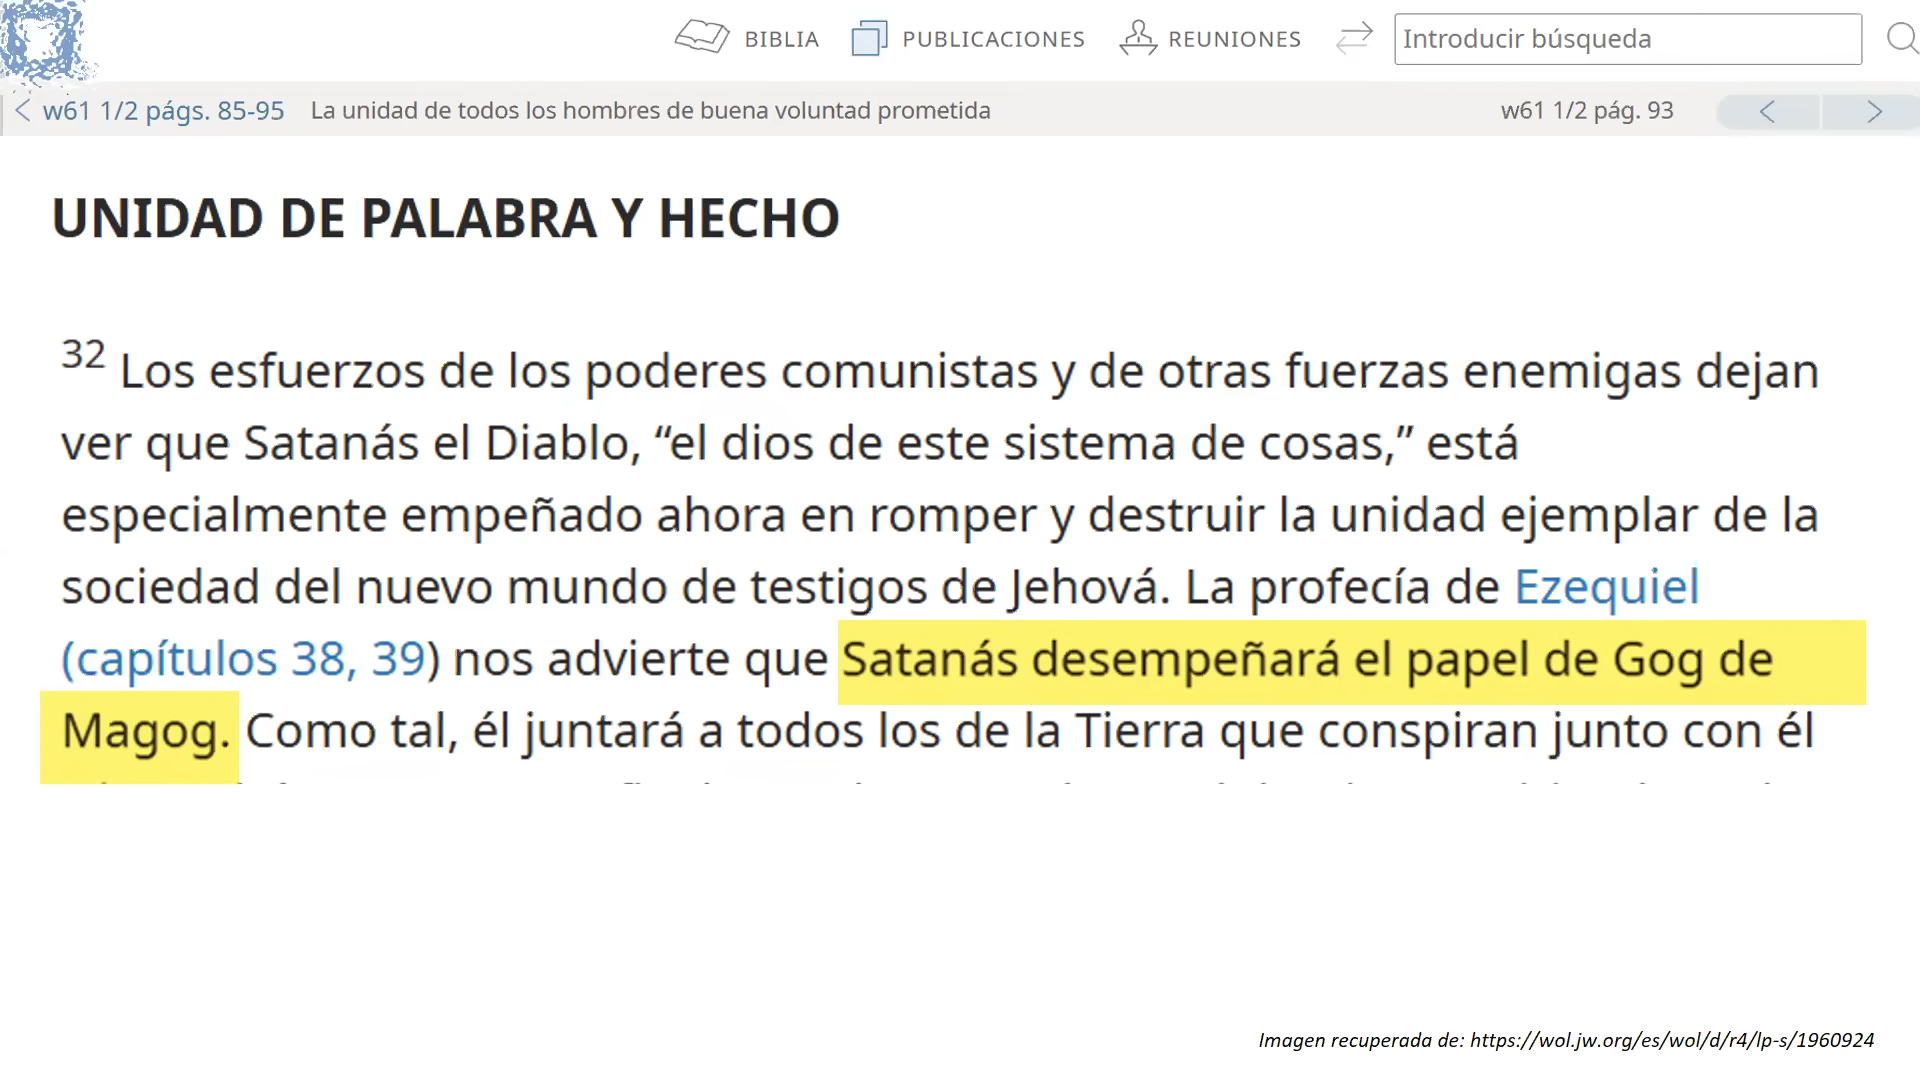 BIBLIA PUBLICACIONES REUNIONES Introducir búsqueda
w61 1/2 págs. 85-95 La unidad de todos los hombres de buena voluntad prometida w61 1/2 pág. 93
UNIDAD DE PALABRA Y HECHO
32 Los esfuerzos de los poderes comunistas y de otras fuerzas enemigas dejan
ver que Satanás el Diablo, “el dios de este sistema de cosas,” está
especialmente empeñado ahora en romper y destruir la unidad ejemplar de la
sociedad del nuevo mundo de testigos de Jehová. La profecía de Ezequiel
(capítulos 38, 39) nos advierte que Satanás desempeñará el papel de Gog de
Magog. Como tal, él juntará a todos los de la Tierra que conspiran junto con él
Imagen recuperada de: https://wol.jw.org/es/wol/d/r4/lp-s/1960924